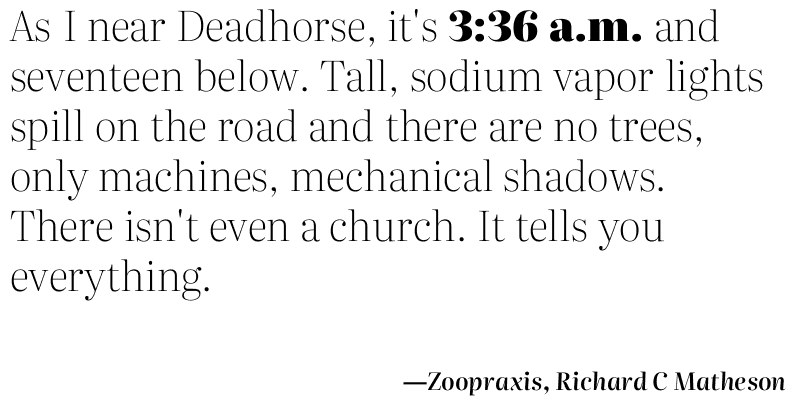 As I near Deadhorse, it's 3:36 a.m. and
seventeen below. Tall, sodium vapor lights
spill on the road and there are no trees,
only machines, mechanical shadows.
There isn't even a church. It tells you
everything.
—Zoopraxis, Richard C Matheson